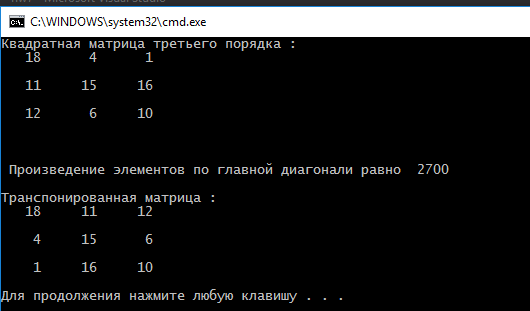 C:\WINDOWS\system32\cmd.exe
Квадратная матрица третьего порядка :
18 4 1
11 15 16
12 6 10
Произведение элементов по главной диагонали равно 2700
Транспонированная матрица :
18 11 12
4 15 6
1 16 10
Для продолжения нажмите любую клавишу . . .